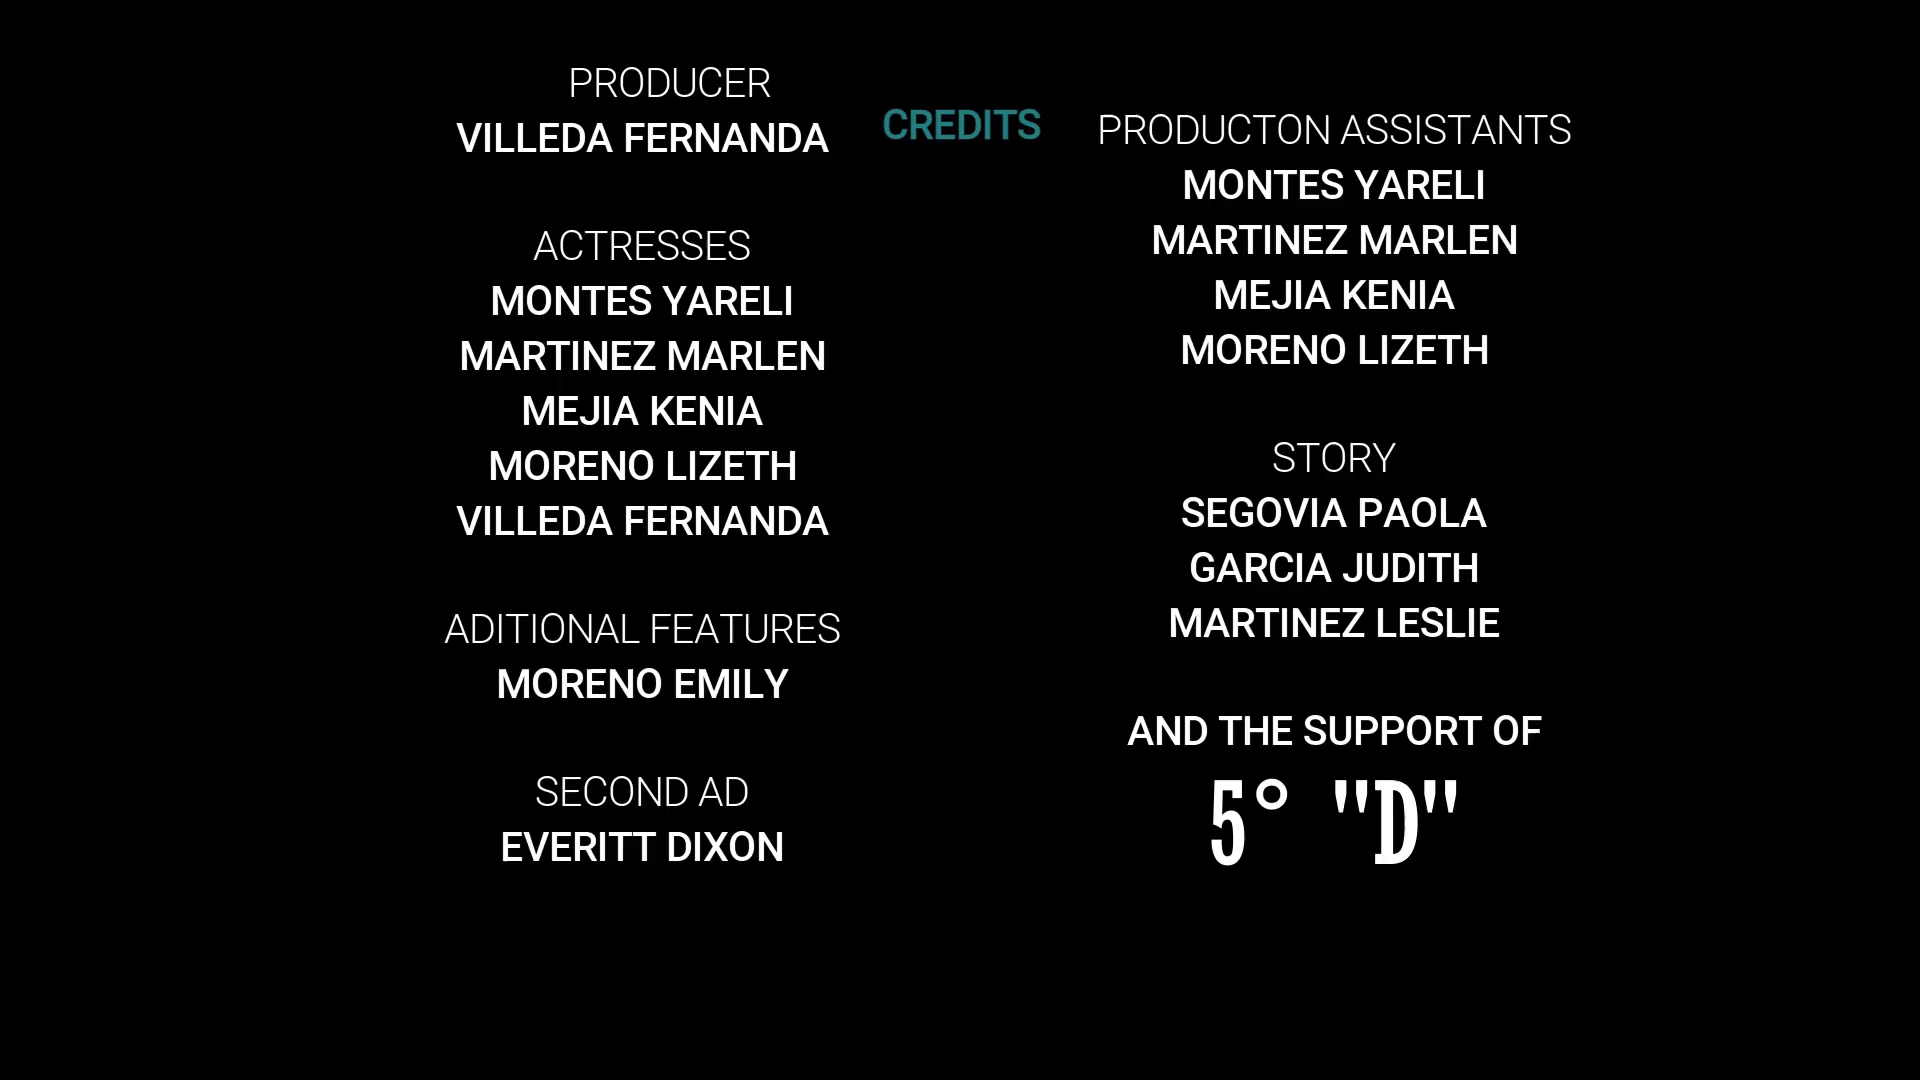 CREDITS
PRODUCER
VILLEDA FERNANDA
ACTRESSES
MONTES YARELI
MARTINEZ MARLEN
MEJIA KENIA
MORENO LIZETH
VILLEDA FERNANDA
ADITIONAL FEATURES
MORENO EMILY
SECOND AD
EVERITT DIXON
PRODUCTON ASSISTANTS
MONTES YARELI
MARTINEZ MARLEN
MEJIA KENIA
MORENO LIZETH
STORY
SEGOVIA PAOLA
GARCIA JUDITH
MARTINEZ LESLIE
AND THE SUPPORT OF
5° "D"